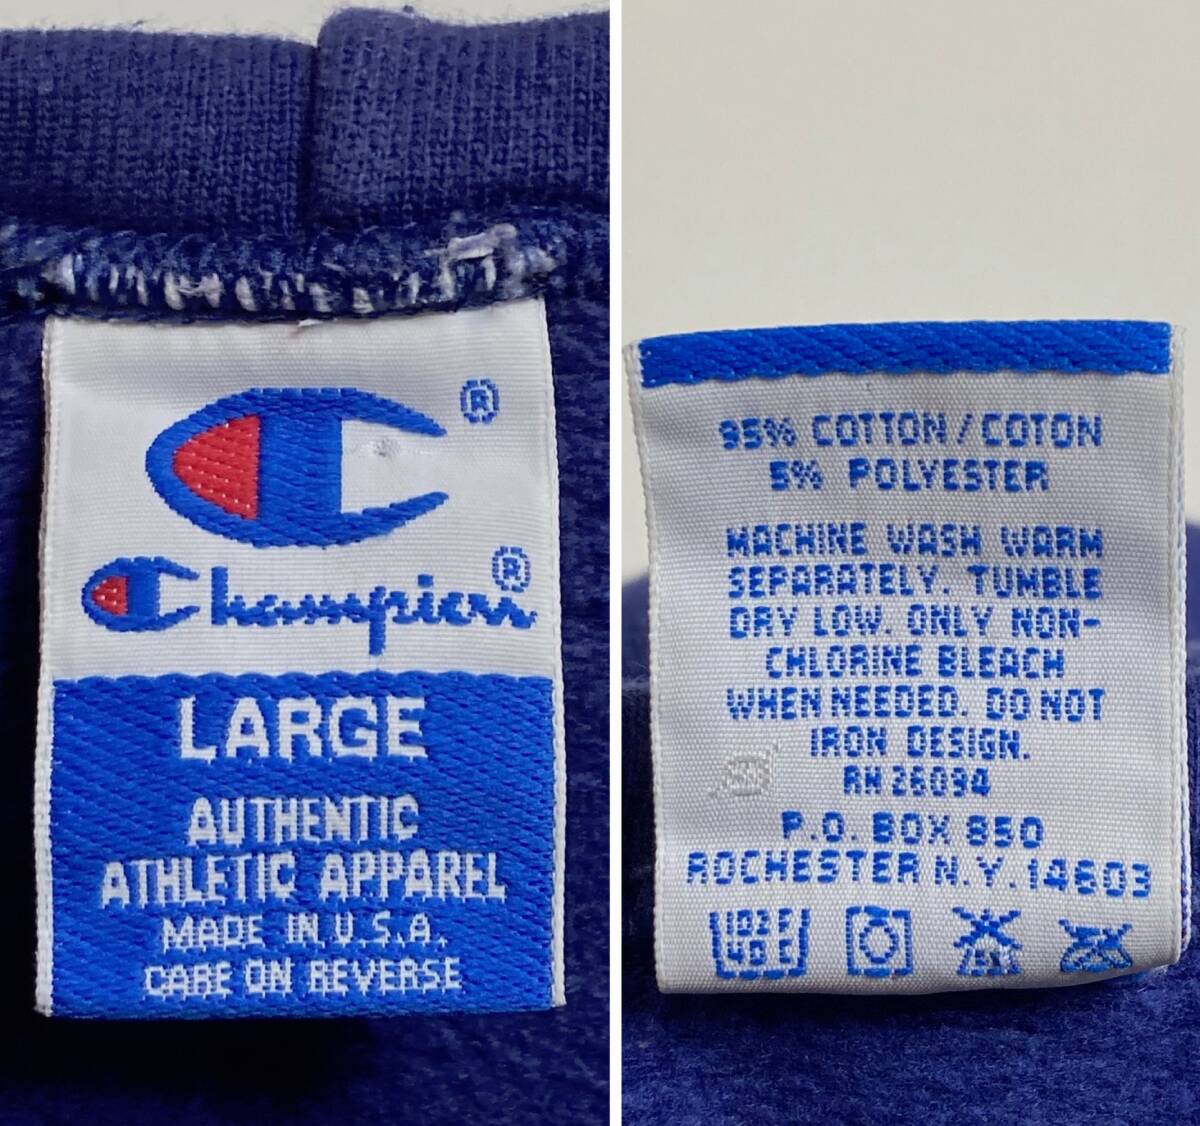 ®
Champion®
LARGE
AUTHENTIC
ATHLETIC APPAREL
MADE IN U.S.A.
CARE ON REVERSE
95% COTTON/COTON
5% POLYESTER
MACHINE WASH WARM
SEPARATELY. TUMBLE
DRY LOW. ONLY NON-
CHLORINE BLEACH
WHEN NEEDED. DO NOT
IRON DESIGN.
RN 26094
P.O. BOX 850
ROCHESTER N.Y. 14603